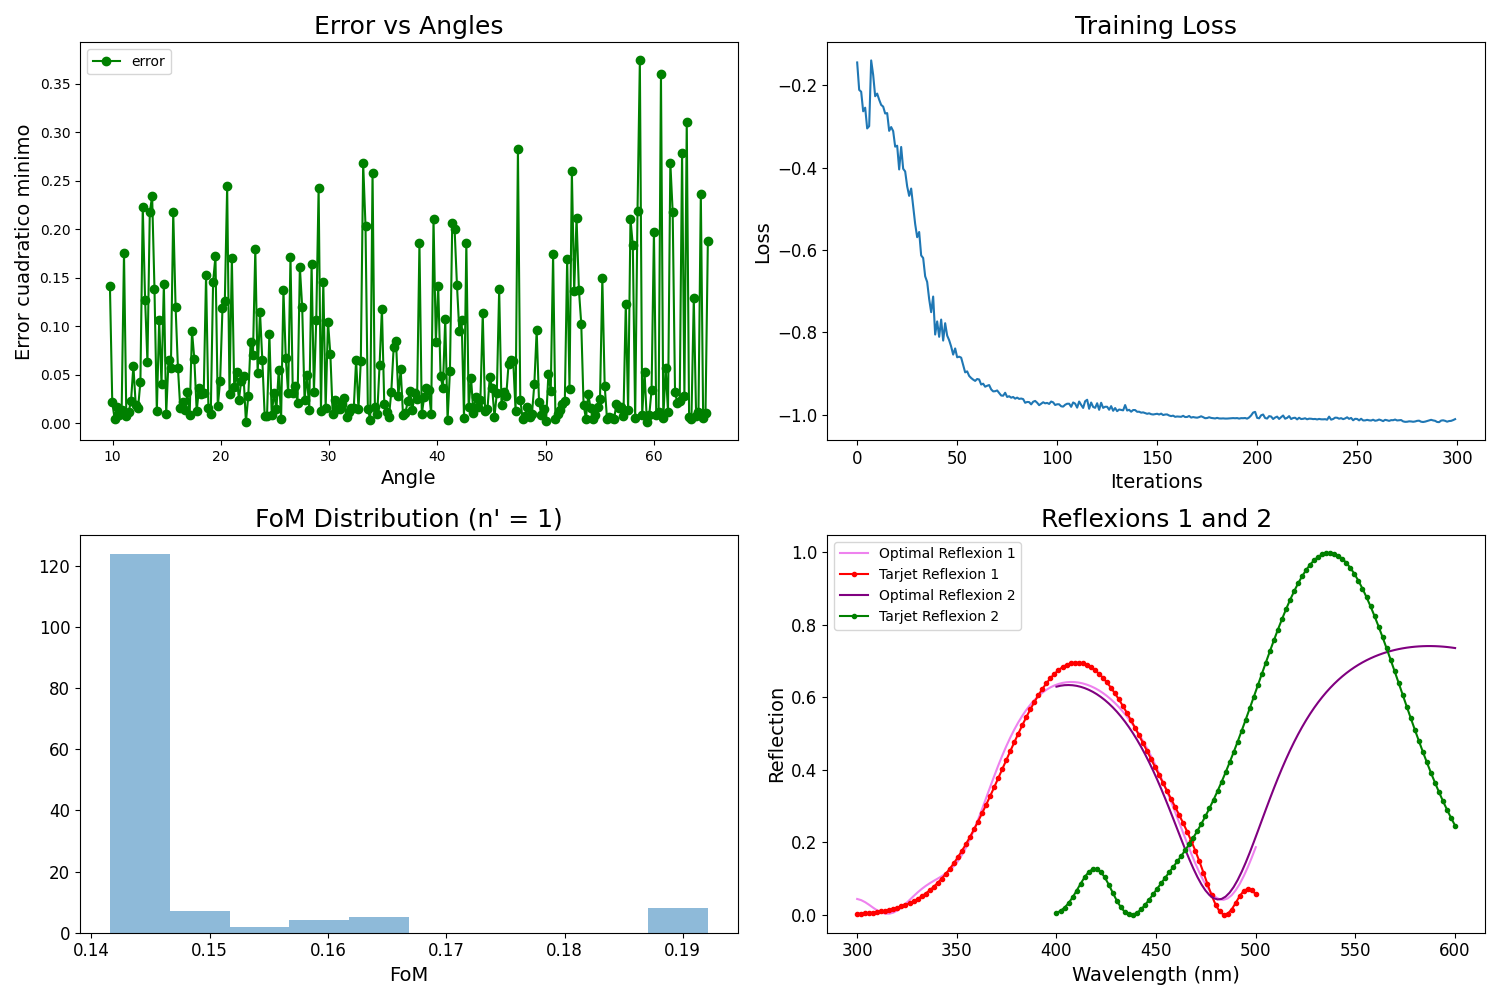 Error vs Angles
error
Error cuadratico minimo
0.35
0.30
0.25
0.20
0.15
0.10
0.05
0.00
10 20 30 40 50 60
Angle
Training Loss
Loss
−0.2
−0.4
−0.6
−0.8
−1.0
0 50 100 150 200 250 300
Iterations
FoM Distribution (n' = 1)
120
100
80
60
40
20
0
0.14 0.15 0.16 0.17 0.18 0.19
FoM
Reflexions 1 and 2
Optimal Reflexion 1
Tarjet Reflexion 1
Optimal Reflexion 2
Tarjet Reflexion 2
Reflection
1.0
0.8
0.6
0.4
0.2
0.0
300 350 400 450 500 550 600
Wavelength (nm)